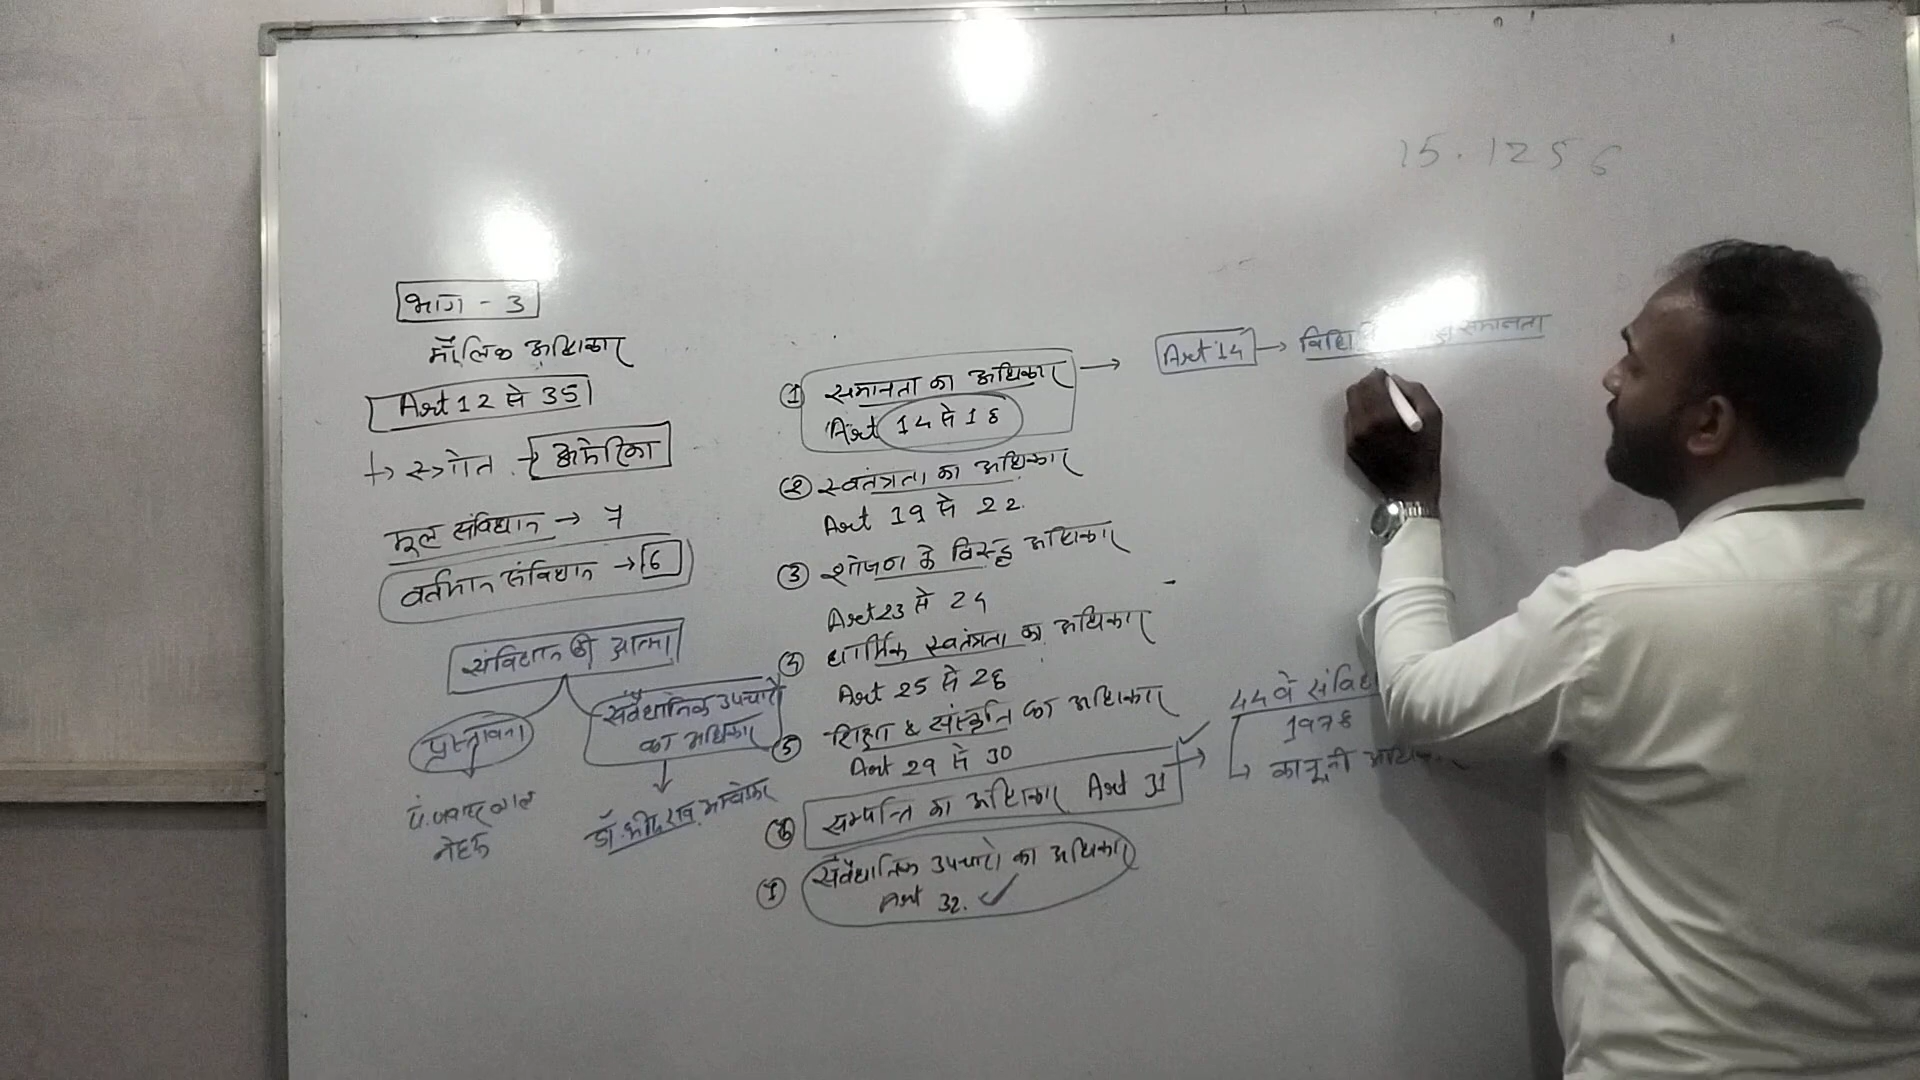 15.1256
भाग - 3
मौलिक अधिकार
Art 12 से 35
→ स्त्रोत → अमेरिका
मूल संविधान → 7
वर्तमान संविधान → 6
संविधान की आत्मा
प्रस्तावना
पं. जवाहर लाल
नेहरू
संवैधानिक उपचारों
का अधिकार
डॉ. भीम राव अम्बेडकर
① समानता का अधिकार →
Art 14 से 18
② स्वतंत्रता का अधिकार
Art 19 से 22.
③ शोषण के विरुद्ध अधिकार
Art 23 से 24
④ धार्मिक स्वतंत्रता का अधिकार
Art 25 से 28
⑤ शिक्षा & संस्कृति का अधिकार
Art 29 से 30
⑥ सम्पत्ति का अधिकार Art 31 →
⑦ संवैधानिक उपचारो का अधिकार
Art 32. ✓
Art 14 → विधि समानता
44वे
1978
→ कानूनी